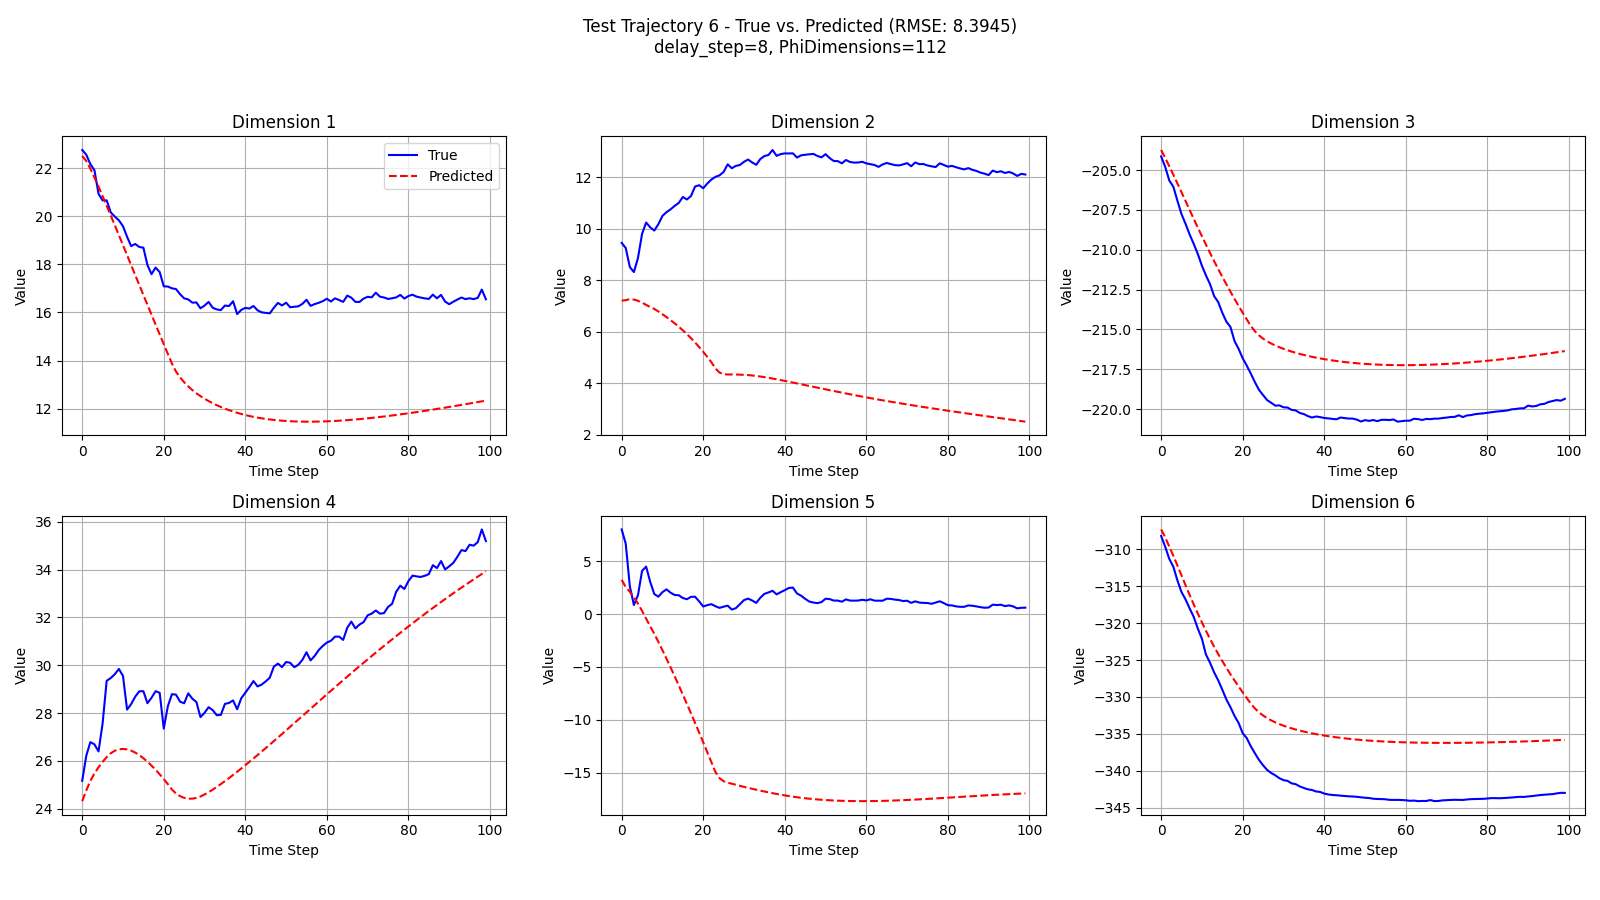 Test Trajectory 6 - True vs. Predicted (RMSE: 8.3945)
delay_step=8, PhiDimensions=112
Dimension 1
True
Predicted
22
20
18
16
14
12
Value
0 20 40 60 80 100
Time Step
Dimension 2
12
10
8
6
4
2
Value
0 20 40 60 80 100
Time Step
Dimension 3
−205.0
−207.5
−210.0
−212.5
−215.0
−217.5
−220.0
Value
0 20 40 60 80 100
Time Step
Dimension 4
36
34
32
30
28
26
24
Value
0 20 40 60 80 100
Time Step
Dimension 5
5
0
−5
−10
−15
Value
0 20 40 60 80 100
Time Step
Dimension 6
−310
−315
−320
−325
−330
−335
−340
−345
Value
0 20 40 60 80 100
Time Step